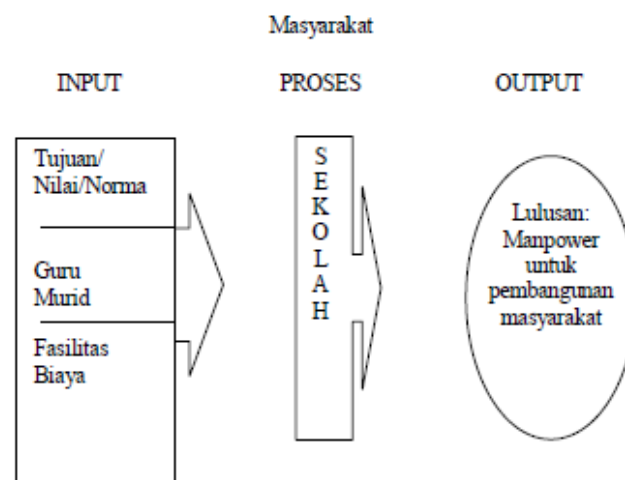 Masyarakat
INPUT PROSES OUTPUT
Tujuan/
Nilai/Norma
Guru
Murid
Fasilitas
Biaya
S
E
K
O
L
A
H
Lulusan:
Manpower
untuk
pembangunan
masyarakat